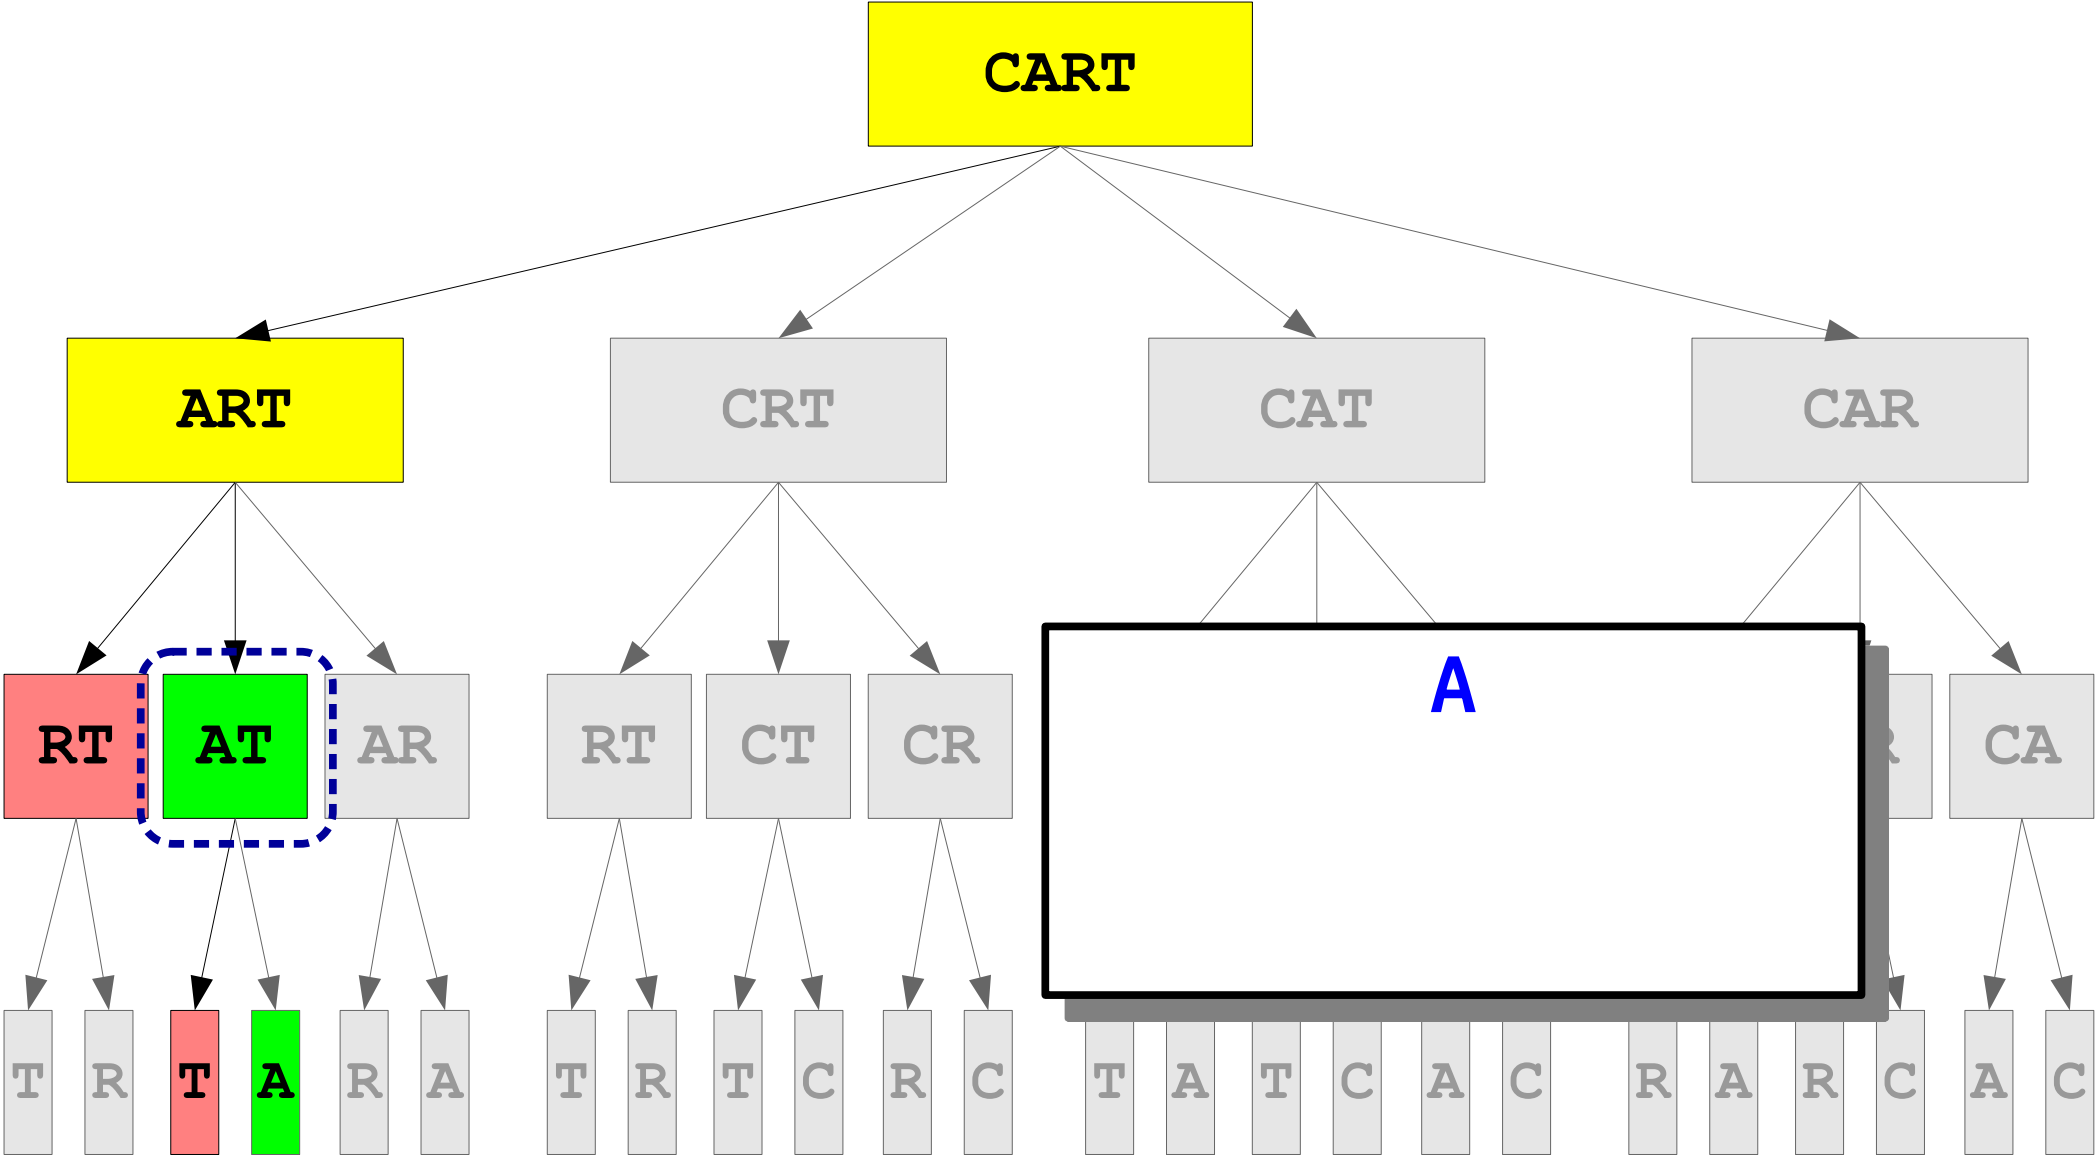 CART
ART CRT CAT CAR
A
RT AT AR RT CT CR R CA
T R T A R A T R T C R C T A T C A C R A R C A C